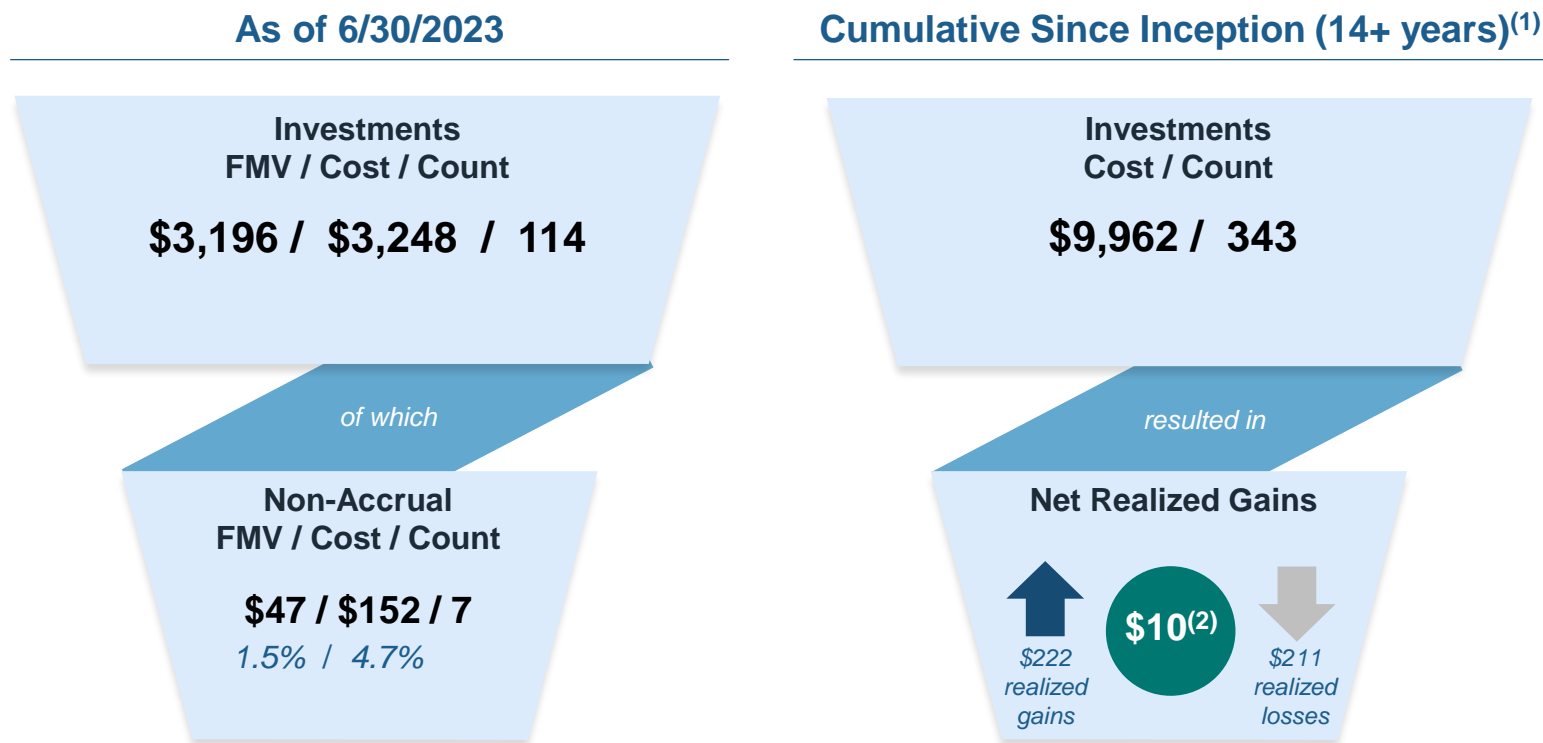 As of 6/30/2023
Investments
FMV / Cost / Count
$3,196 / $3,248 / 114
of which
Non-Accrual
FMV / Cost / Count
$47 / $152 / 7
1.5% / 4.7%
Cumulative Since Inception (14+ years)(1)
Investments
Cost / Count
$9,962 / 343
resulted in
Net Realized Gains
$222
realized
gains
$10(2)
$211
realized
losses